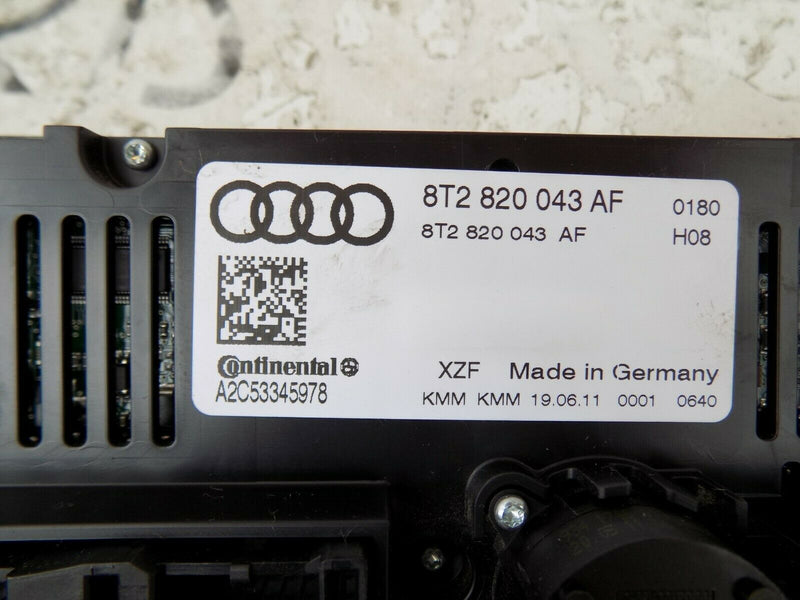 8T2 820 043 AF 0180
8T2 820 043 AF H08
Continental
A2C53345978
XZF Made in Germany
KMM KMM 19.06.11 0001 0640